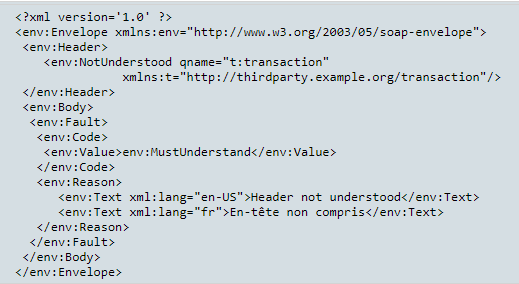 <?xml version='1.0' ?>
<env:Envelope xmlns:env="http://www.w3.org/2003/05/soap-envelope">
<env:Header>
<env:NotUnderstood qname="t:transaction"
xmlns:t="http://thirdparty.example.org/transaction"/>
</env:Header>
<env:Body>
<env:Fault>
<env:Code>
<env:Value>env:MustUnderstand</env:Value>
</env:Code>
<env:Reason>
<env:Text xml:lang="en-US">Header not understood</env:Text>
<env:Text xml:lang="fr">En-tête non compris</env:Text>
</env:Reason>
</env:Fault>
</env:Body>
</env:Envelope>